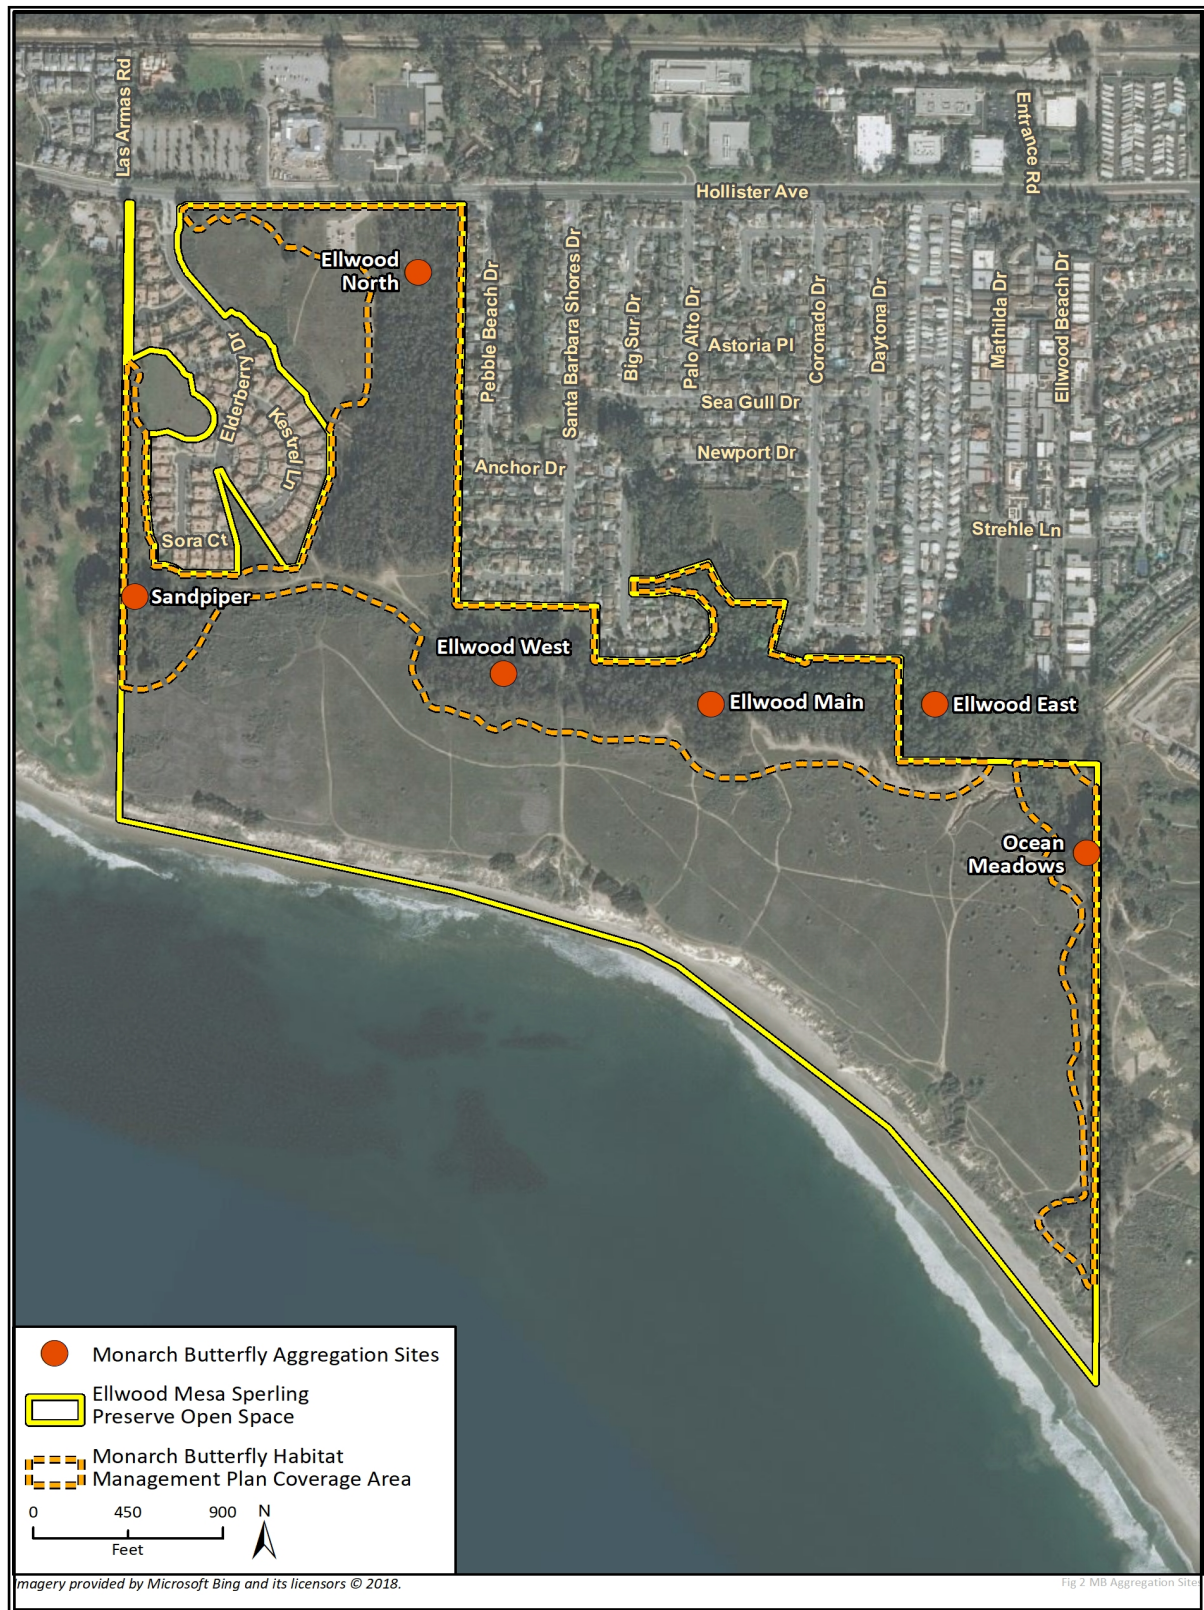 Las Armas Rd
Entrance Rd
Hollister Ave
Ellwood
North
Pebble Beach Dr
Santa Barbara Shores Dr
Big Sur Dr
Palo Alto Dr
Astoria Pl
Coronado Dr
Daytona Dr
Mathilda Dr
Ellwood Beach Dr
Elderberry Dr
Kestrel Ln
Sea Gull Dr
Newport Dr
Anchor Dr
Strehle Ln
Sora Ct
Sandpiper
Ellwood West
Ellwood Main
Ellwood East
Ocean
Meadows
Monarch Butterfly Aggregation Sites
Ellwood Mesa Sperling
Preserve Open Space
Monarch Butterfly Habitat
Management Plan Coverage Area
0 450 900
Feet
N
Imagery provided by Microsoft Bing and its licensors © 2018.
Fig 2 MB Aggregation Sites